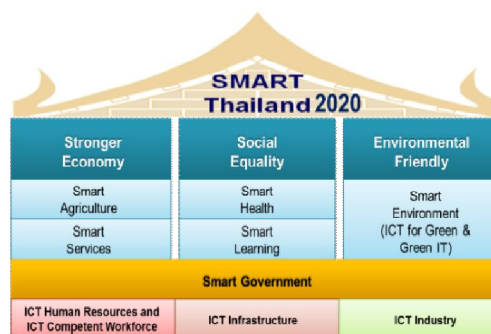 SMART
Thailand 2020
Stronger
Economy
Social
Equality
Environmental
Friendly
Smart
Agriculture
Smart
Health
Smart
Environment
(ICT for Green &
Green IT)
Smart
Services
Smart
Learning
Smart Government
ICT Human Resources and
ICT Competent Workforce
ICT Infrastructure
ICT Industry